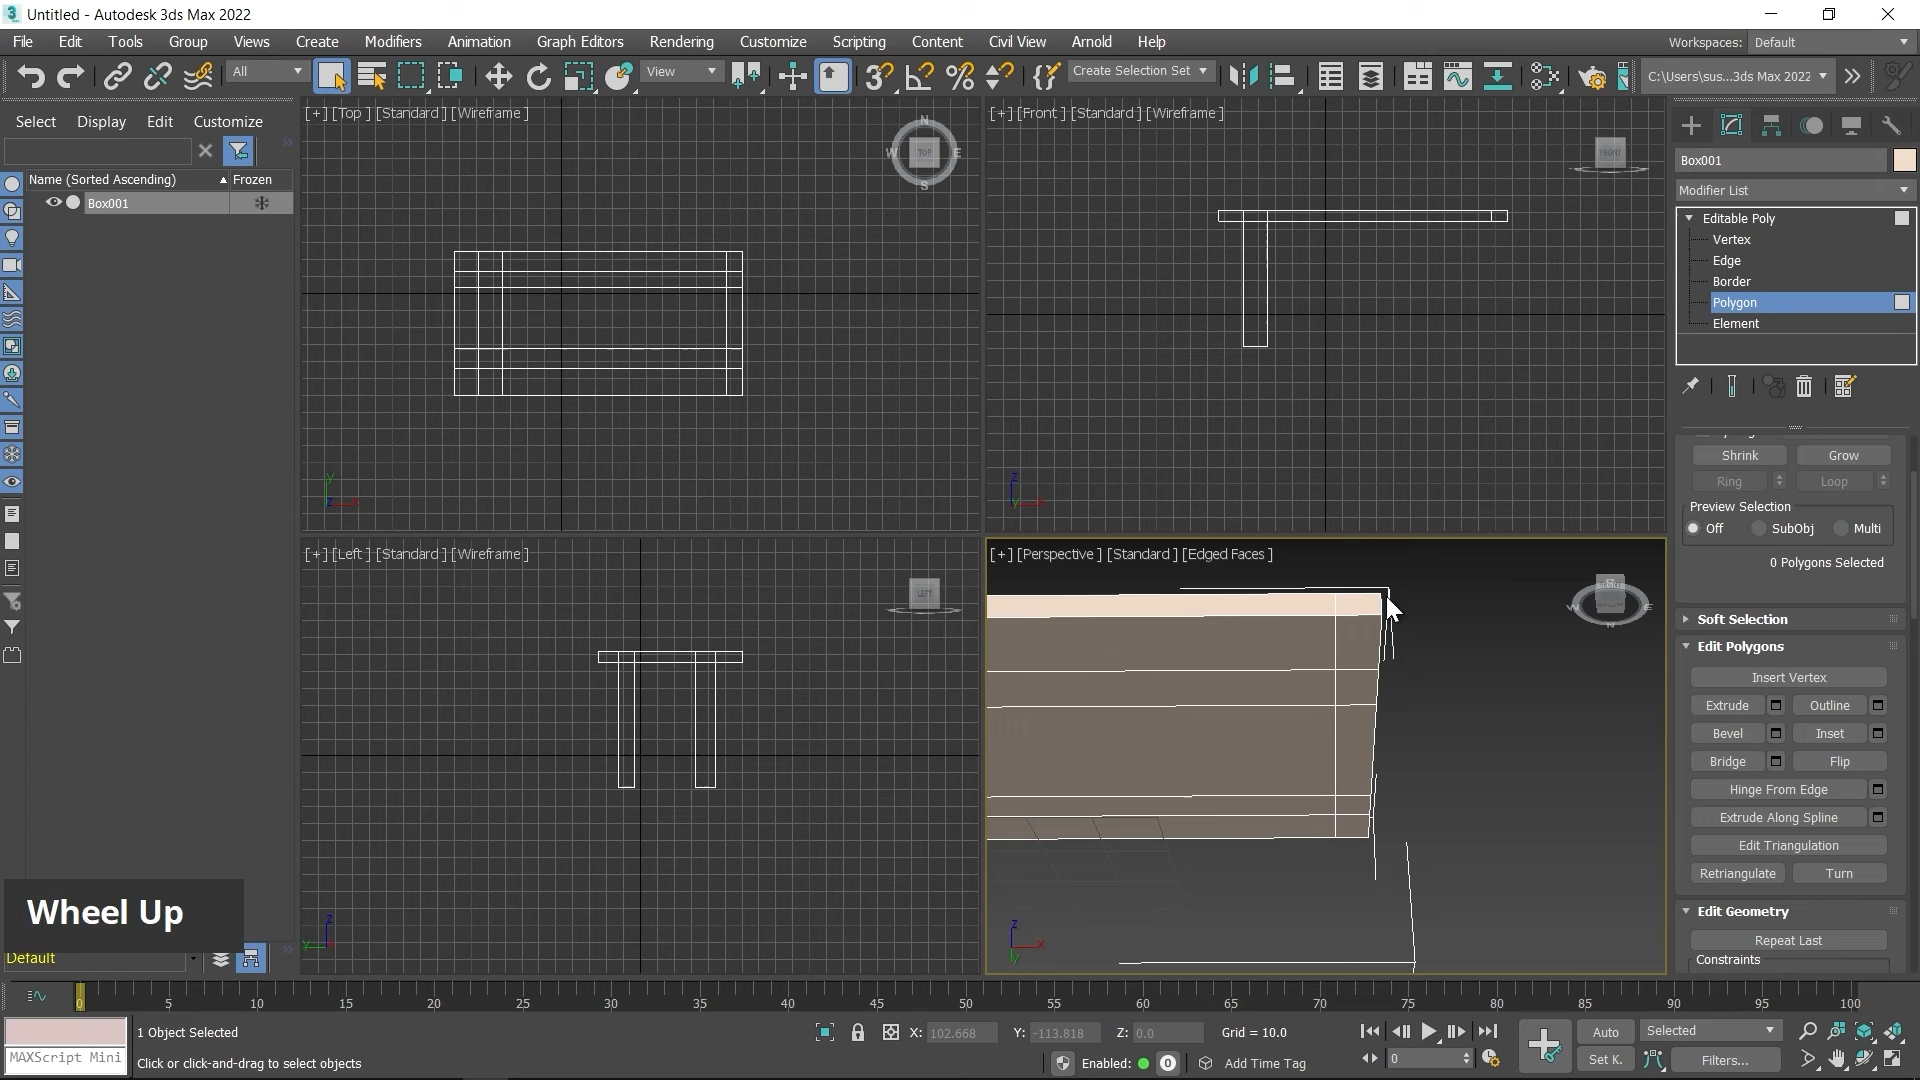 Untitled - Autodesk 3ds Max 2022
File Edit Tools Group Views Create Modifiers Animation Graph Editors Rendering Customize Scripting Content Civil View Arnold Help Workspaces: Default
All View Create Selection Set C:\Users\sus...3ds Max 2022
Select Display Edit Customize
Name (Sorted Ascending) Frozen
Box001
[+] [Top ] [Standard ] [Wireframe ]
[+] [Front ] [Standard ] [Wireframe ]
[+] [Left ] [Standard ] [Wireframe ]
[+] [Perspective ] [Standard ] [Edged Faces ]
N
W TOP E
S
FRONT
LEFT
Box001
Modifier List
Editable Poly
Vertex
Edge
Border
Polygon
Element
Shrink Grow
Ring Loop
Preview Selection
Off SubObj Multi
0 Polygons Selected
Soft Selection
Edit Polygons
Insert Vertex
Extrude Outline
Bevel Inset
Bridge Flip
Hinge From Edge
Extrude Along Spline
Edit Triangulation
Retriangulate Turn
Edit Geometry
Repeat Last
Constraints
Wheel Up
Default
0 5 10 15 20 25 30 35 40 45 50 55 60 65 70 75 80 85 90 95 100
1 Object Selected X: 102.668 Y: -113.818 Z: 0.0 Grid = 10.0 Auto Selected
MAXScript Mini Click or click-and-drag to select objects Enabled: 0 Add Time Tag 0 Set K. Filters...